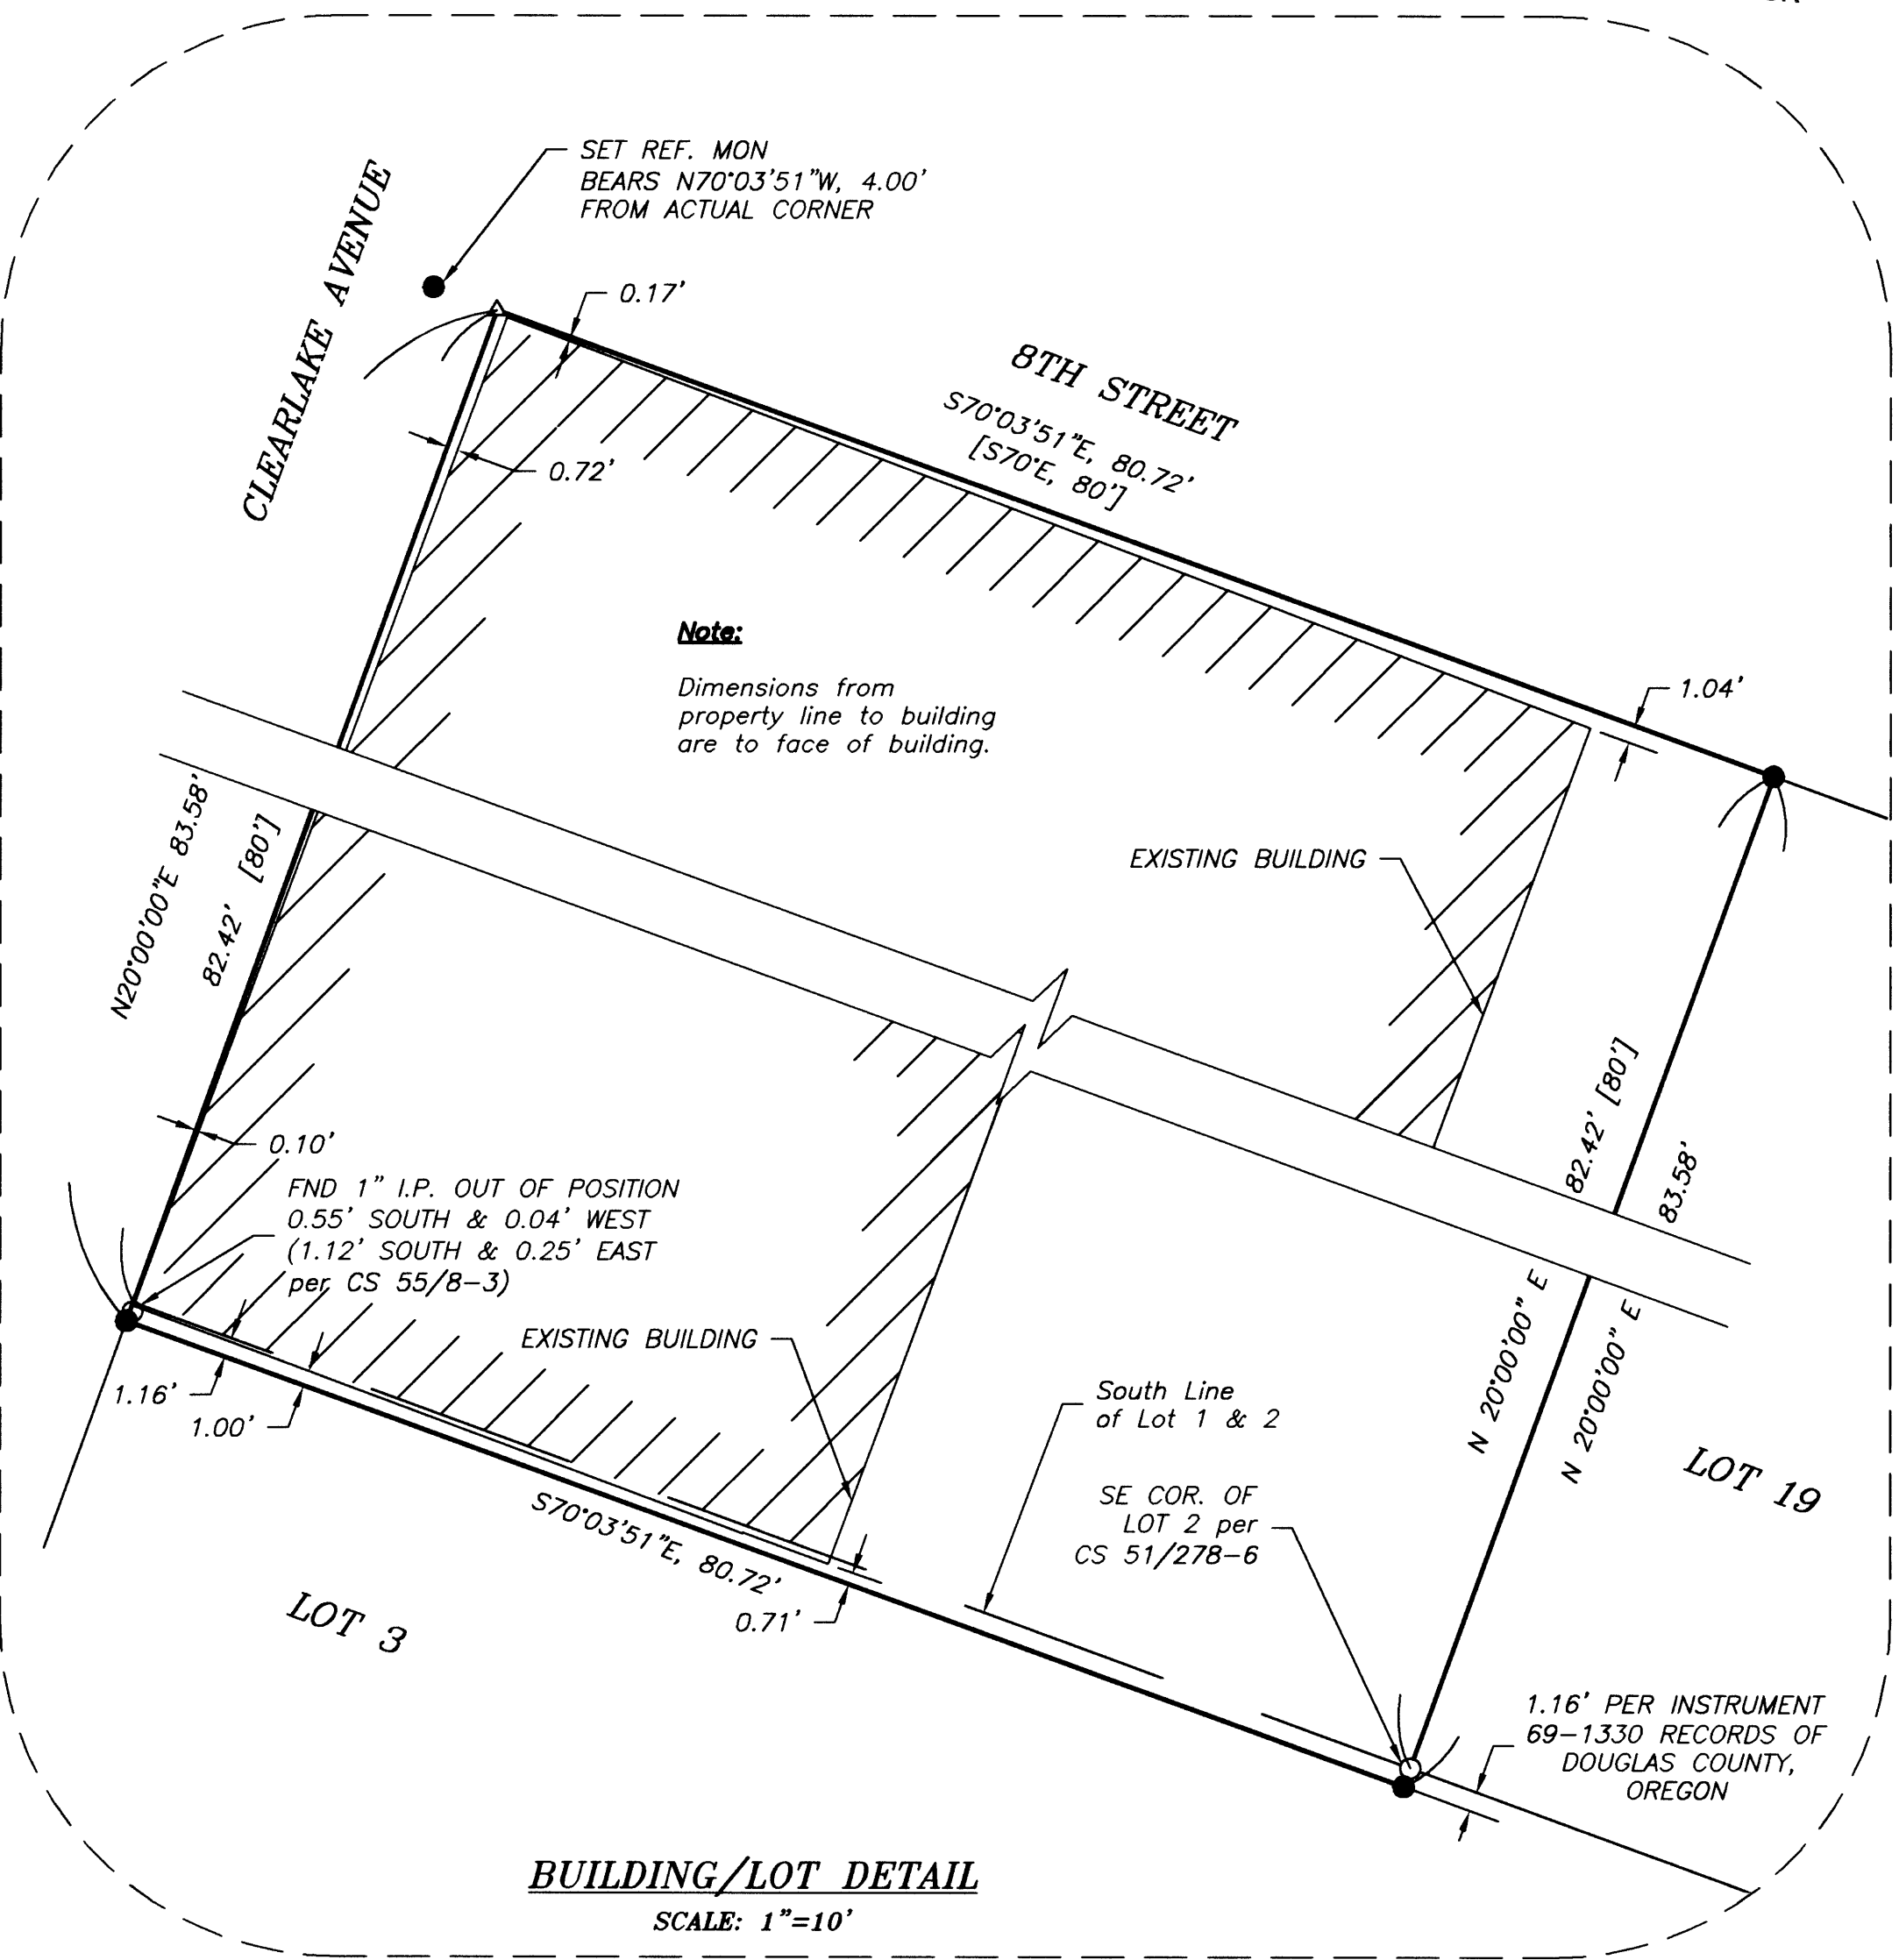 SET REF. MON
BEARS N70°03'51"W, 4.00'
FROM ACTUAL CORNER
CLEARLAKE AVENUE
0.17'
8TH STREET
S70°03'51"E, 80.72'
[S70°E, 80']
0.72'
Note:
Dimensions from
property line to building
are to face of building.
1.04'
N20°00'00"E 83.58'
82.42' [80']
EXISTING BUILDING
82.42' [80']
83.58'
0.10'
FND 1" I.P. OUT OF POSITION
0.55' SOUTH & 0.04' WEST
(1.12' SOUTH & 0.25' EAST
per CS 55/8-3)
EXISTING BUILDING
1.16'
1.00'
N 20°00'00" E
N 20°00'00" E
South Line
of Lot 1 & 2
LOT 19
SE COR. OF
LOT 2 per
CS 51/278-6
S70°03'51"E, 80.72'
0.71'
LOT 3
1.16' PER INSTRUMENT
69-1330 RECORDS OF
DOUGLAS COUNTY,
OREGON
BUILDING/LOT DETAIL
SCALE: 1"=10'